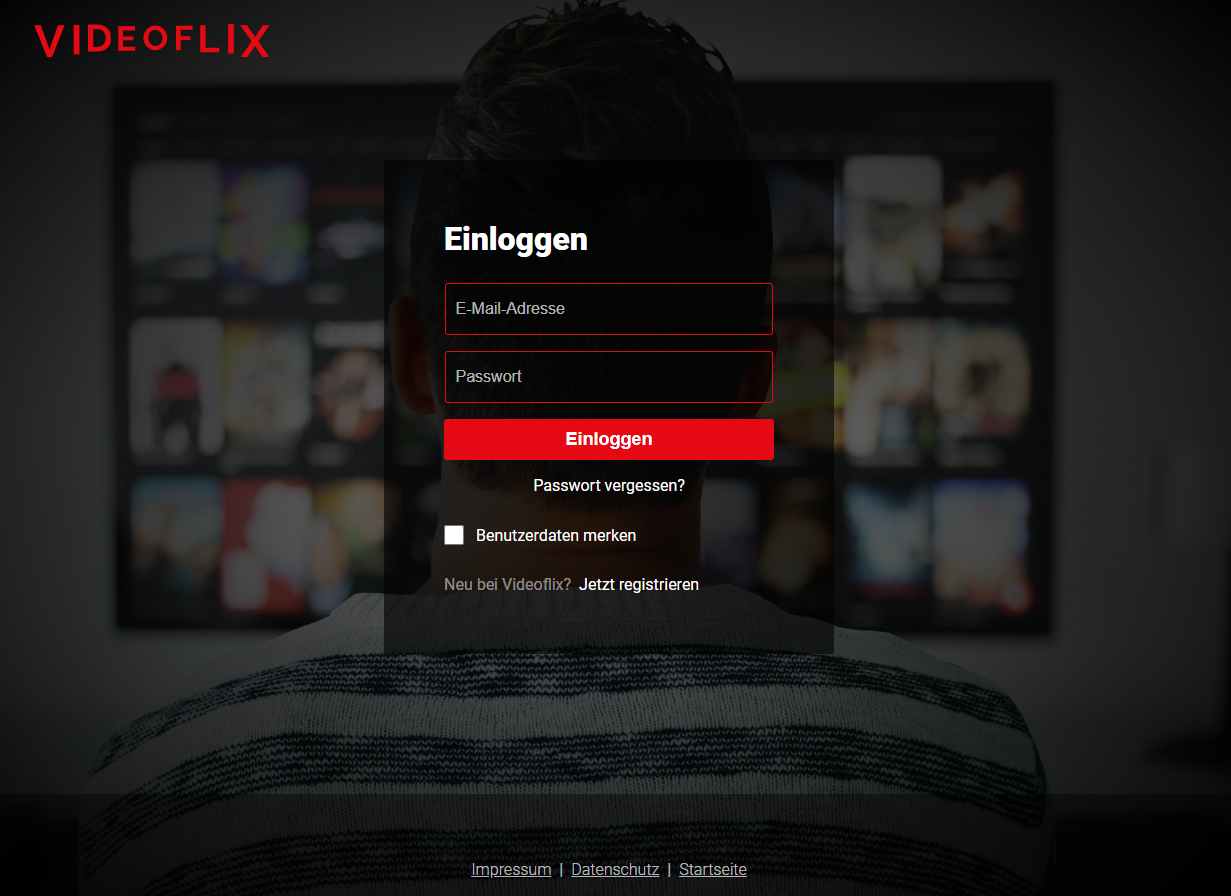 VIDEOFLIX
Einloggen
E-Mail-Adresse
Passwort
Einloggen
Passwort vergessen?
Benutzerdaten merken
Neu bei Videoflix? Jetzt registrieren
Impressum | Datenschutz | Startseite